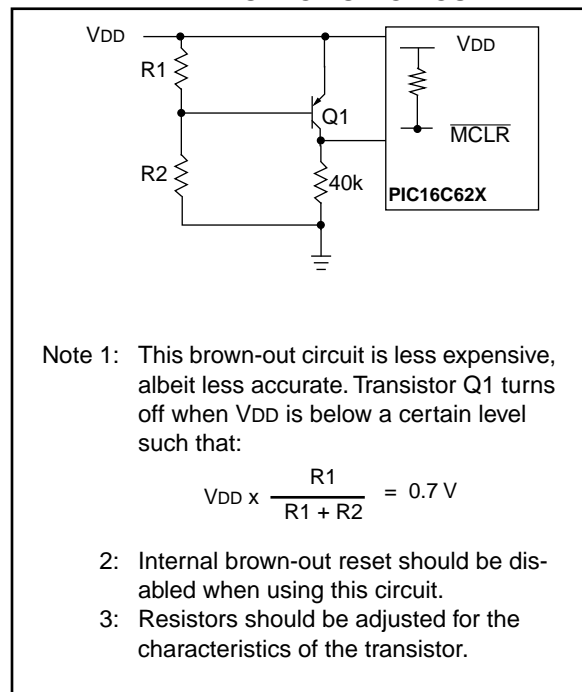 VDD
VDD
R1
Q1
MCLR
R2
40k
PIC16C62X
Note 1: This brown-out circuit is less expensive,
albeit less accurate. Transistor Q1 turns
off when VDD is below a certain level
such that:
VDD x R1 / R1 + R2 = 0.7 V
2: Internal brown-out reset should be dis-
abled when using this circuit.
3: Resistors should be adjusted for the
characteristics of the transistor.